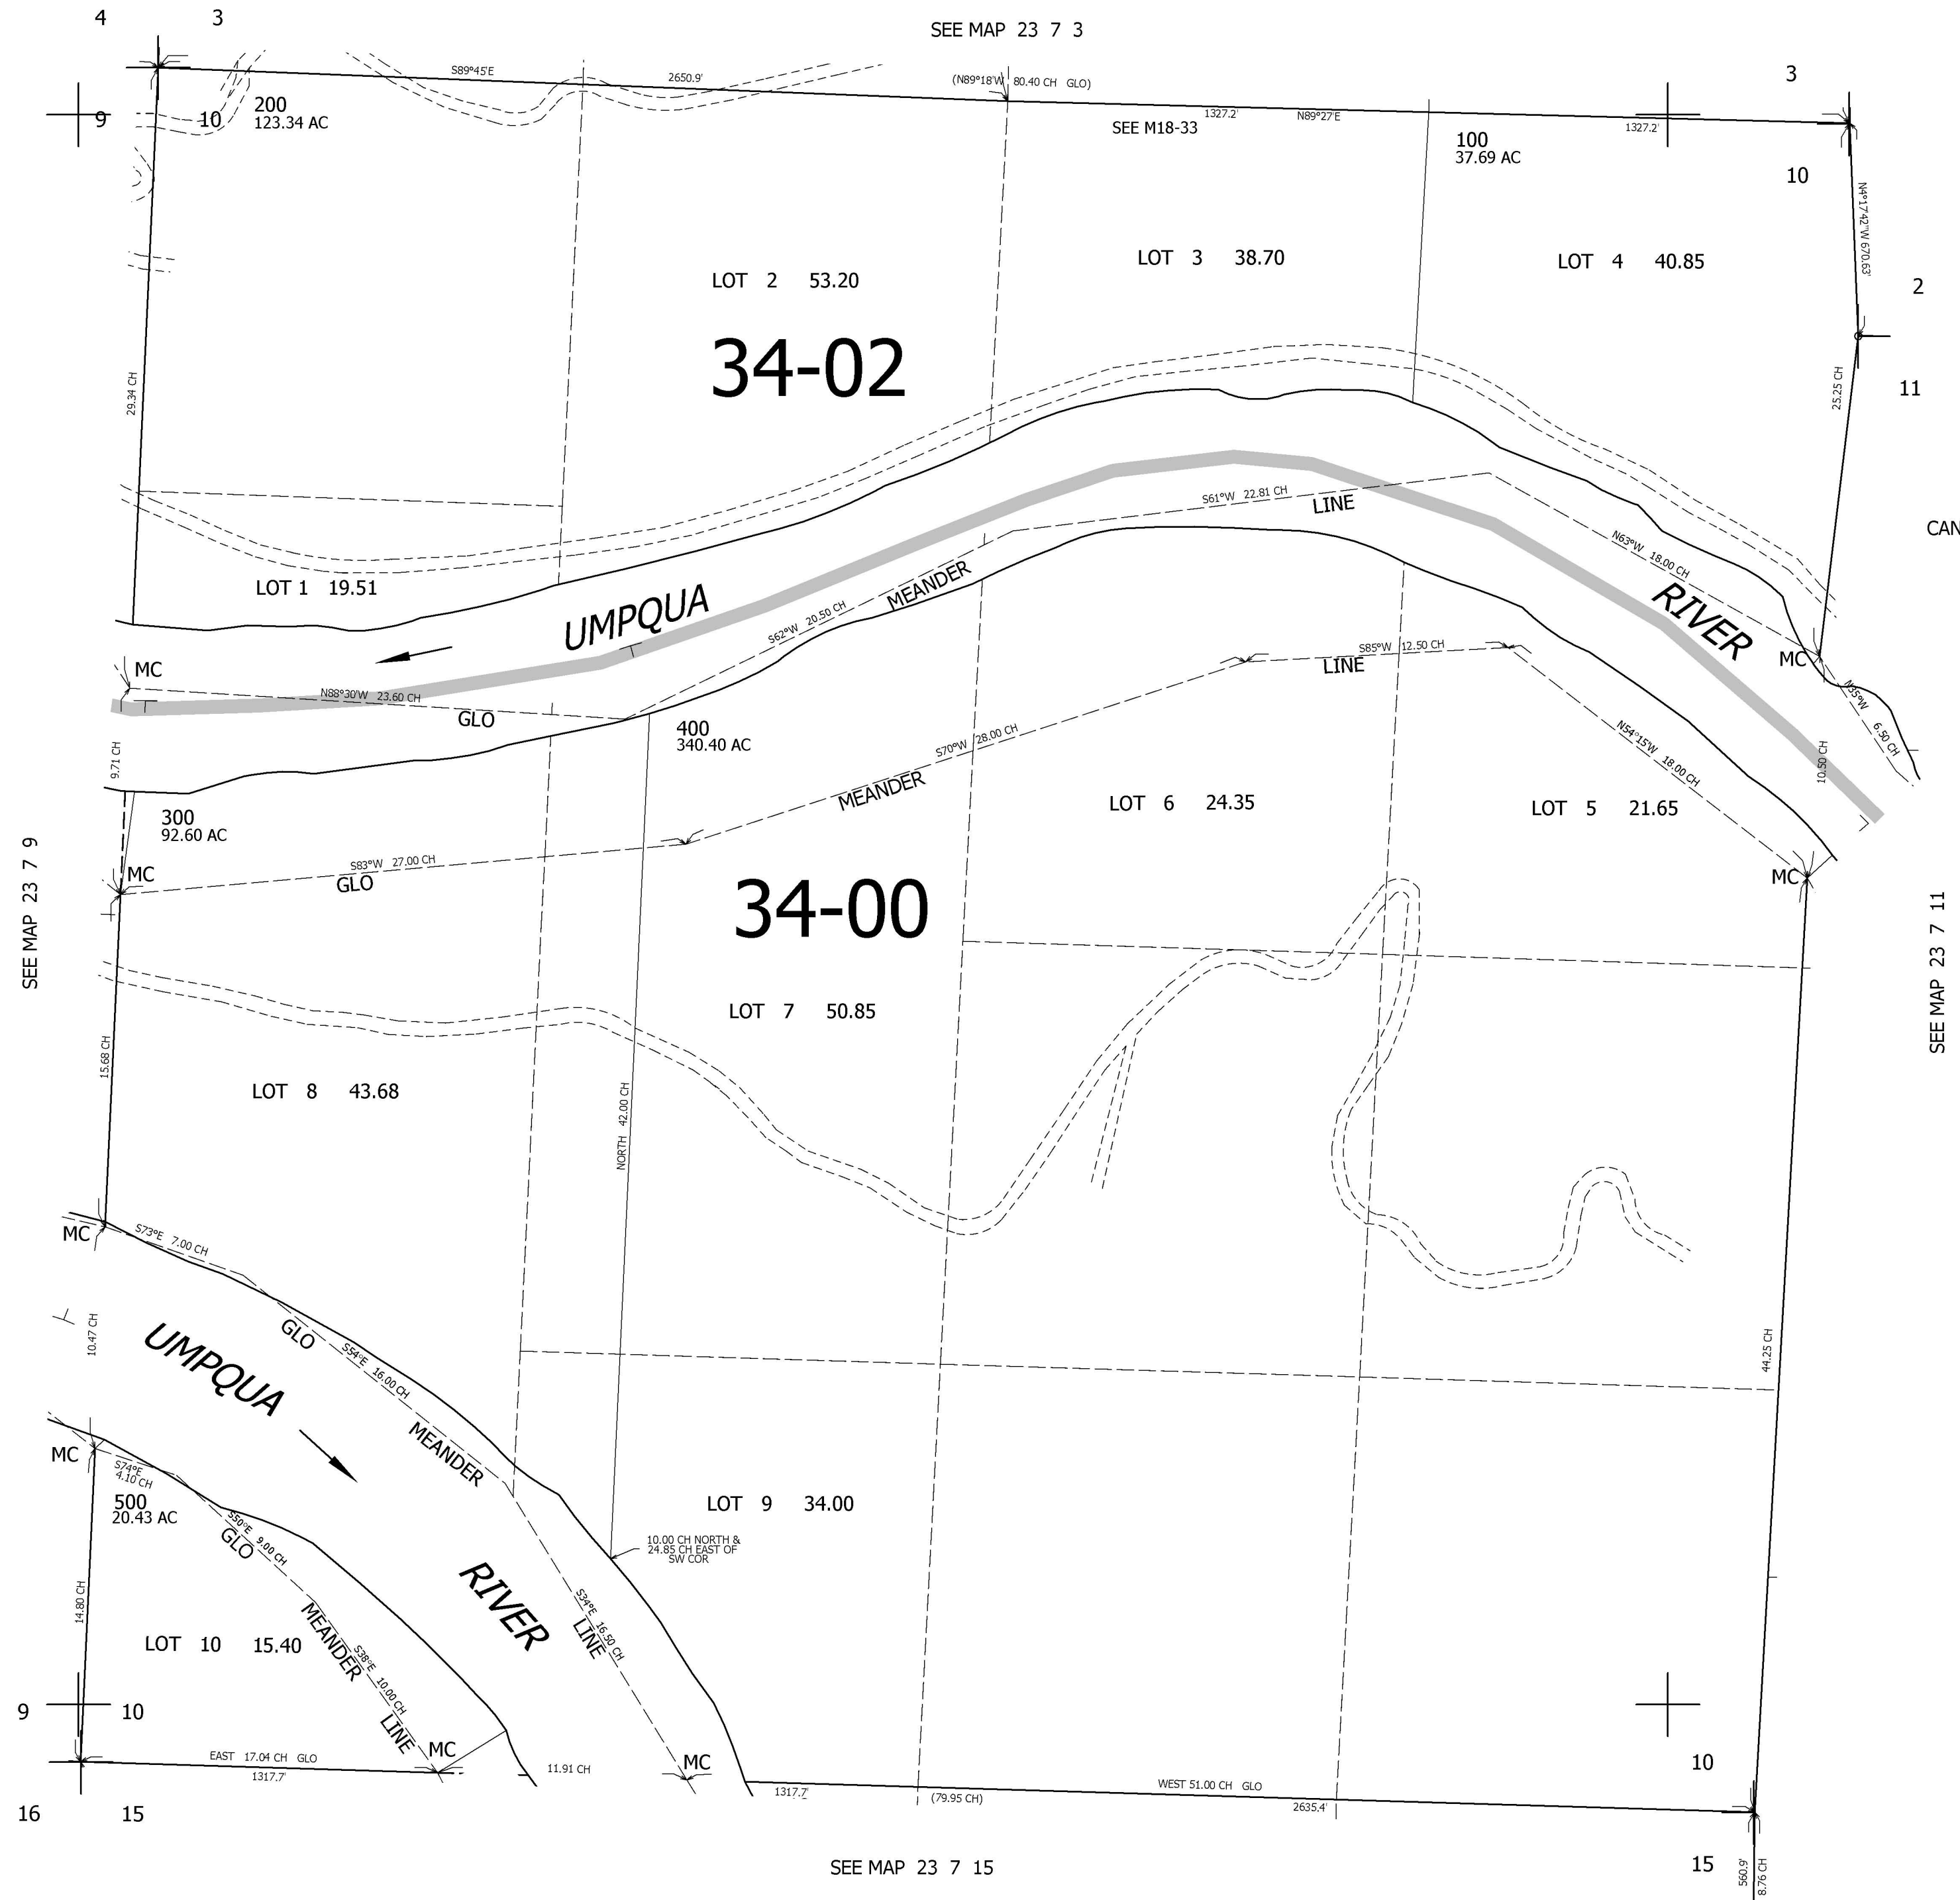 4 3
SEE MAP 23 7 3
3
S89°45'E
2650.9'
(N89°18'W 80.40 CH GLO)
9 10
200
123.34 AC
SEE M18-33
1327.2'
N89°27'E
1327.2'
100
37.69 AC
10
N4°17'42"W 670.63'
LOT 2 53.20
LOT 3 38.70
LOT 4 40.85
2
34-02
29.34 CH
25.25 CH
11
S61°W 22.81 CH
LINE
CAN
N63°W 18.00 CH
LOT 1 19.51
UMPQUA
MEANDER
S62°W 20.50 CH
RIVER
MC
S85°W 12.50 CH
LINE
MC
N88°30'W 23.60 CH
GLO
N35°W 6.50 CH
400
340.40 AC
S70°W 28.00 CH
MEANDER
N54°15'W 18.00 CH
10.50 CH
9.71 CH
300
92.60 AC
LOT 6 24.35
LOT 5 21.65
SEE MAP 23 7 9
MC
S83°W 27.00 CH
GLO
MC
34-00
SEE MAP 23 7 11
LOT 7 50.85
15.68 CH
LOT 8 43.68
NORTH 42.00 CH
MC
S73°E 7.00 CH
10.47 CH
UMPQUA
GLO
S54°E 16.00 CH
MEANDER
44.25 CH
MC
S74°E
4.10 CH
500
20.43 AC
S50°E 9.00 CH
GLO
LOT 9 34.00
10.00 CH NORTH &
24.85 CH EAST OF
SW COR
RIVER
S34°E 16.50 CH
LINE
14.80 CH
LOT 10 15.40
MEANDER
S38°E 10.00 CH
LINE
9 10
MC
MC
10
EAST 17.04 CH GLO
1317.7'
11.91 CH
1317.7'
(79.95 CH)
WEST 51.00 CH GLO
2635.4'
16 15
SEE MAP 23 7 15
15
560.9'
8.76 CH